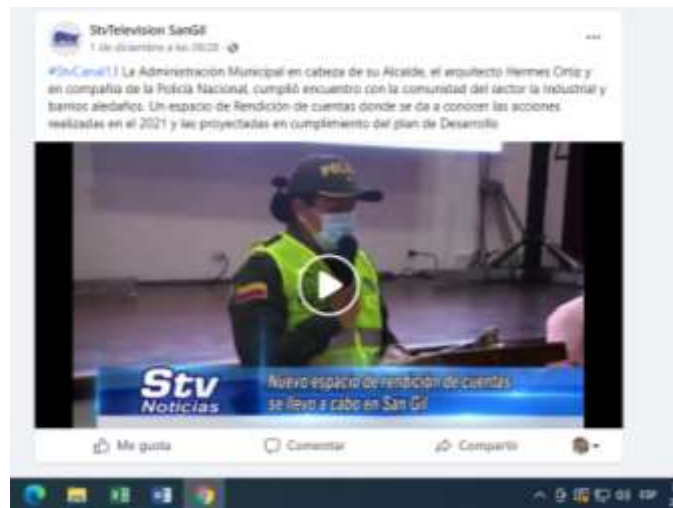 StvTelevision SanGil
1 de diciembre a las 09:20
#StvCanal13 La Administración Municipal en cabeza de su Alcalde, el arquitecto Hermes Ortiz y
en compañía de la Policía Nacional, cumplió encuentro con la comunidad del sector la Industrial y
barrios aledaños. Un espacio de Rendición de cuentas donde se da a conocer las acciones
realizadas en el 2021 y las proyectadas en cumplimiento del plan de Desarrollo
Stv
Noticias
Nuevo espacio de rendición de cuentas
se llevo a cabo en San Gil
Me gusta
Comentar
Compartir
ESP